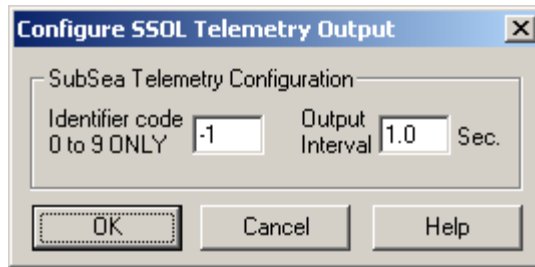 Configure SSOL Telemetry Output
SubSea Telemetry Configuration
Identifier code 0 to 9 ONLY
-1
Output Interval
1.0
Sec.
OK
Cancel
Help